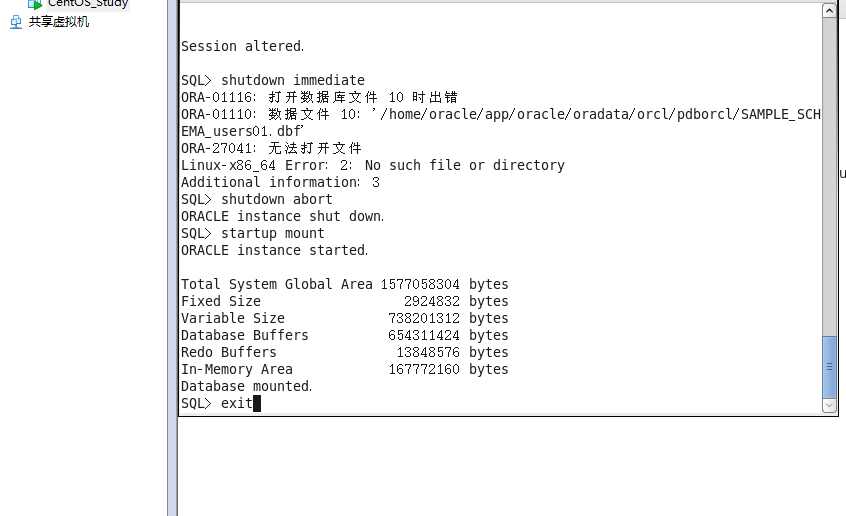 CentOS_Study
共享虚拟机
Session altered.
SQL> shutdown immediate
ORA-01116: 打开数据库文件 10 时出错
ORA-01110: 数据文件 10: '/home/oracle/app/oracle/oradata/orcl/pdborcl/SAMPLE_SCH
EMA_users01.dbf'
ORA-27041: 无法打开文件
Linux-x86_64 Error: 2: No such file or directory
Additional information: 3
SQL> shutdown abort
ORACLE instance shut down.
SQL> startup mount
ORACLE instance started.
Total System Global Area 1577058304 bytes
Fixed Size 2924832 bytes
Variable Size 738201312 bytes
Database Buffers 654311424 bytes
Redo Buffers 13848576 bytes
In-Memory Area 167772160 bytes
Database mounted.
SQL> exit